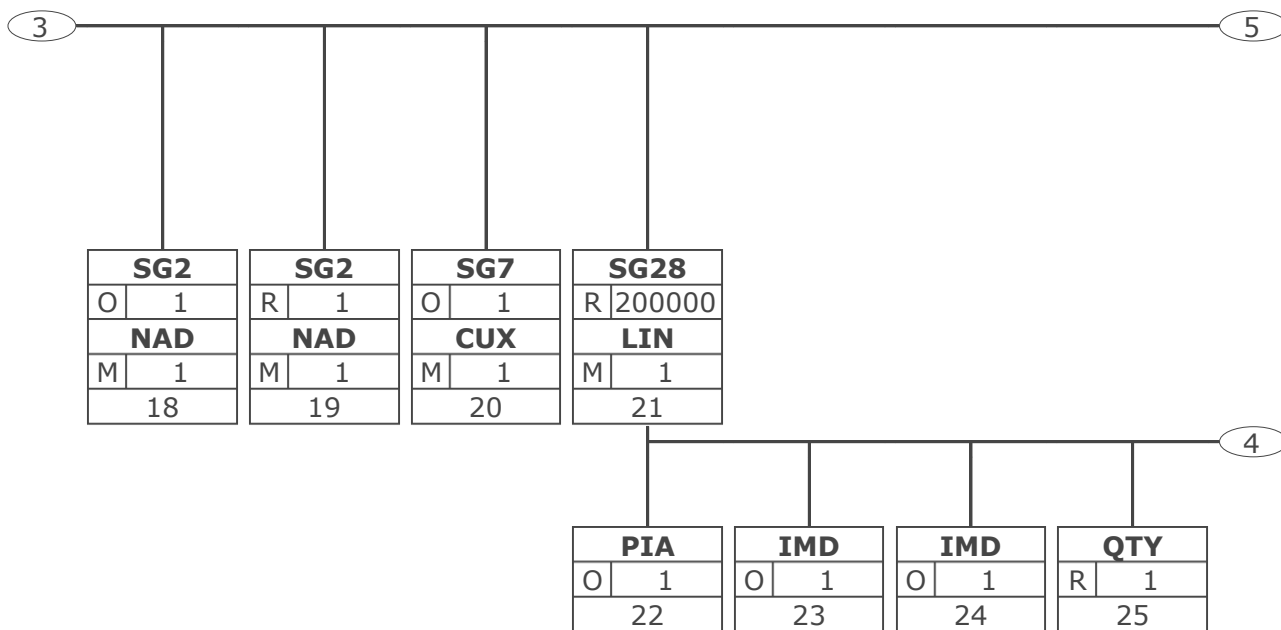 3 5
SG2 SG2 SG7 SG28
O 1 R 1 O 1 R 200000
NAD NAD CUX LIN
M 1 M 1 M 1 M 1
18 19 20 21
4
PIA IMD IMD QTY
O 1 O 1 O 1 R 1
22 23 24 25